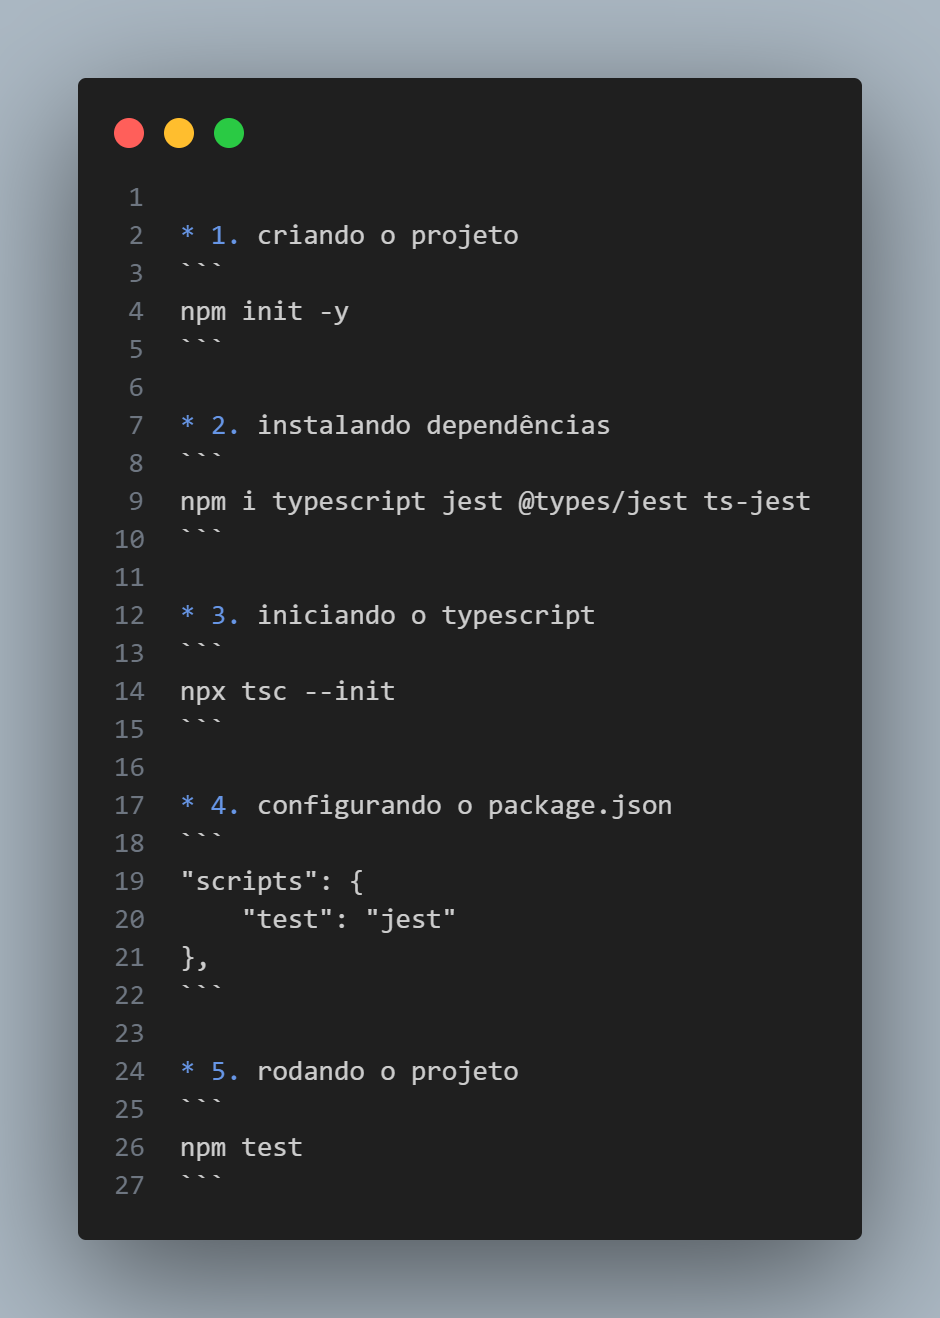 1
2 * 1. criando o projeto
3 ```
4 npm init -y
5 ```
6
7 * 2. instalando dependências
8 ```
9 npm i typescript jest @types/jest ts-jest
10 ```
11
12 * 3. iniciando o typescript
13 ```
14 npx tsc --init
15 ```
16
17 * 4. configurando o package.json
18 ```
19 "scripts": {
20     "test": "jest"
21 },
22 ```
23
24 * 5. rodando o projeto
25 ```
26 npm test
27 ```